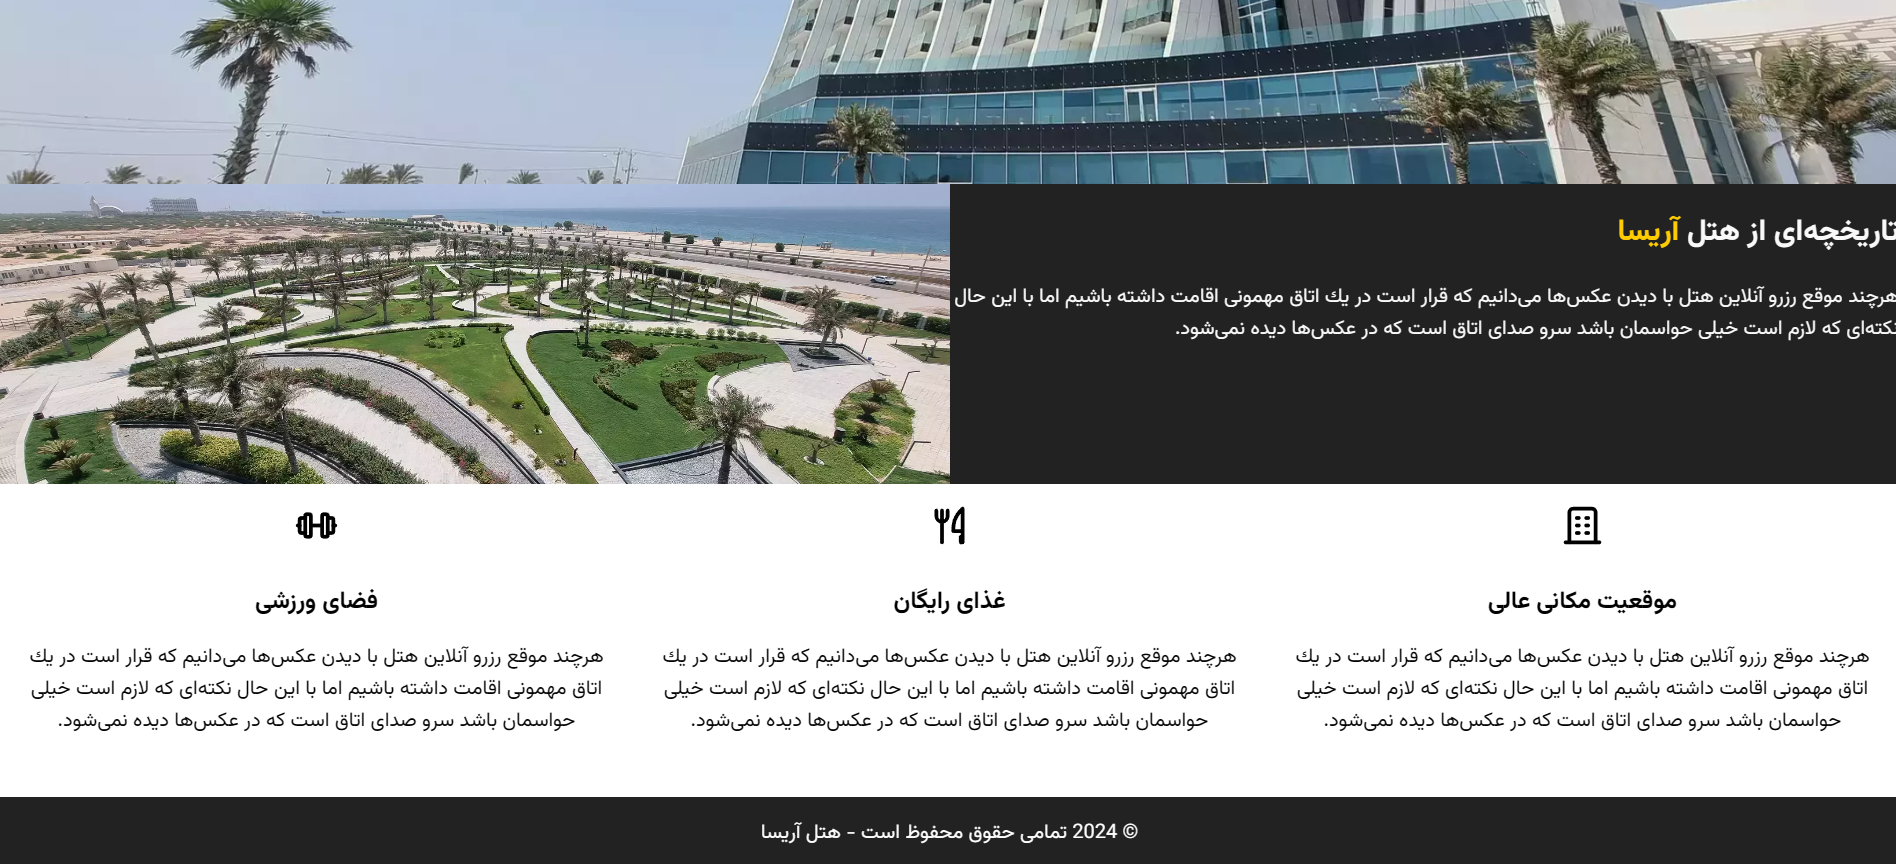 تاریخچه‌ای از هتل آریسا
هرچند موقع رزرو آنلاین هتل با دیدن عکس‌ها می‌دانیم که قرار است در یك اتاق مهمونی اقامت داشته باشیم اما با این حال
نکته‌ای که لازم است خیلی حواسمان باشد سرو صدای اتاق است که در عکس‌ها دیده نمی‌شود.
موقعیت مکانی عالی
هرچند موقع رزرو آنلاین هتل با دیدن عکس‌ها می‌دانیم که قرار است در یك
اتاق مهمونی اقامت داشته باشیم اما با این حال نکته‌ای که لازم است خیلی
حواسمان باشد سرو صدای اتاق است که در عکس‌ها دیده نمی‌شود.
غذای رایگان
هرچند موقع رزرو آنلاین هتل با دیدن عکس‌ها می‌دانیم که قرار است در یك
اتاق مهمونی اقامت داشته باشیم اما با این حال نکته‌ای که لازم است خیلی
حواسمان باشد سرو صدای اتاق است که در عکس‌ها دیده نمی‌شود.
فضای ورزشی
هرچند موقع رزرو آنلاین هتل با دیدن عکس‌ها می‌دانیم که قرار است در یك
اتاق مهمونی اقامت داشته باشیم اما با این حال نکته‌ای که لازم است خیلی
حواسمان باشد سرو صدای اتاق است که در عکس‌ها دیده نمی‌شود.
© 2024 تمامی حقوق محفوظ است - هتل آریسا